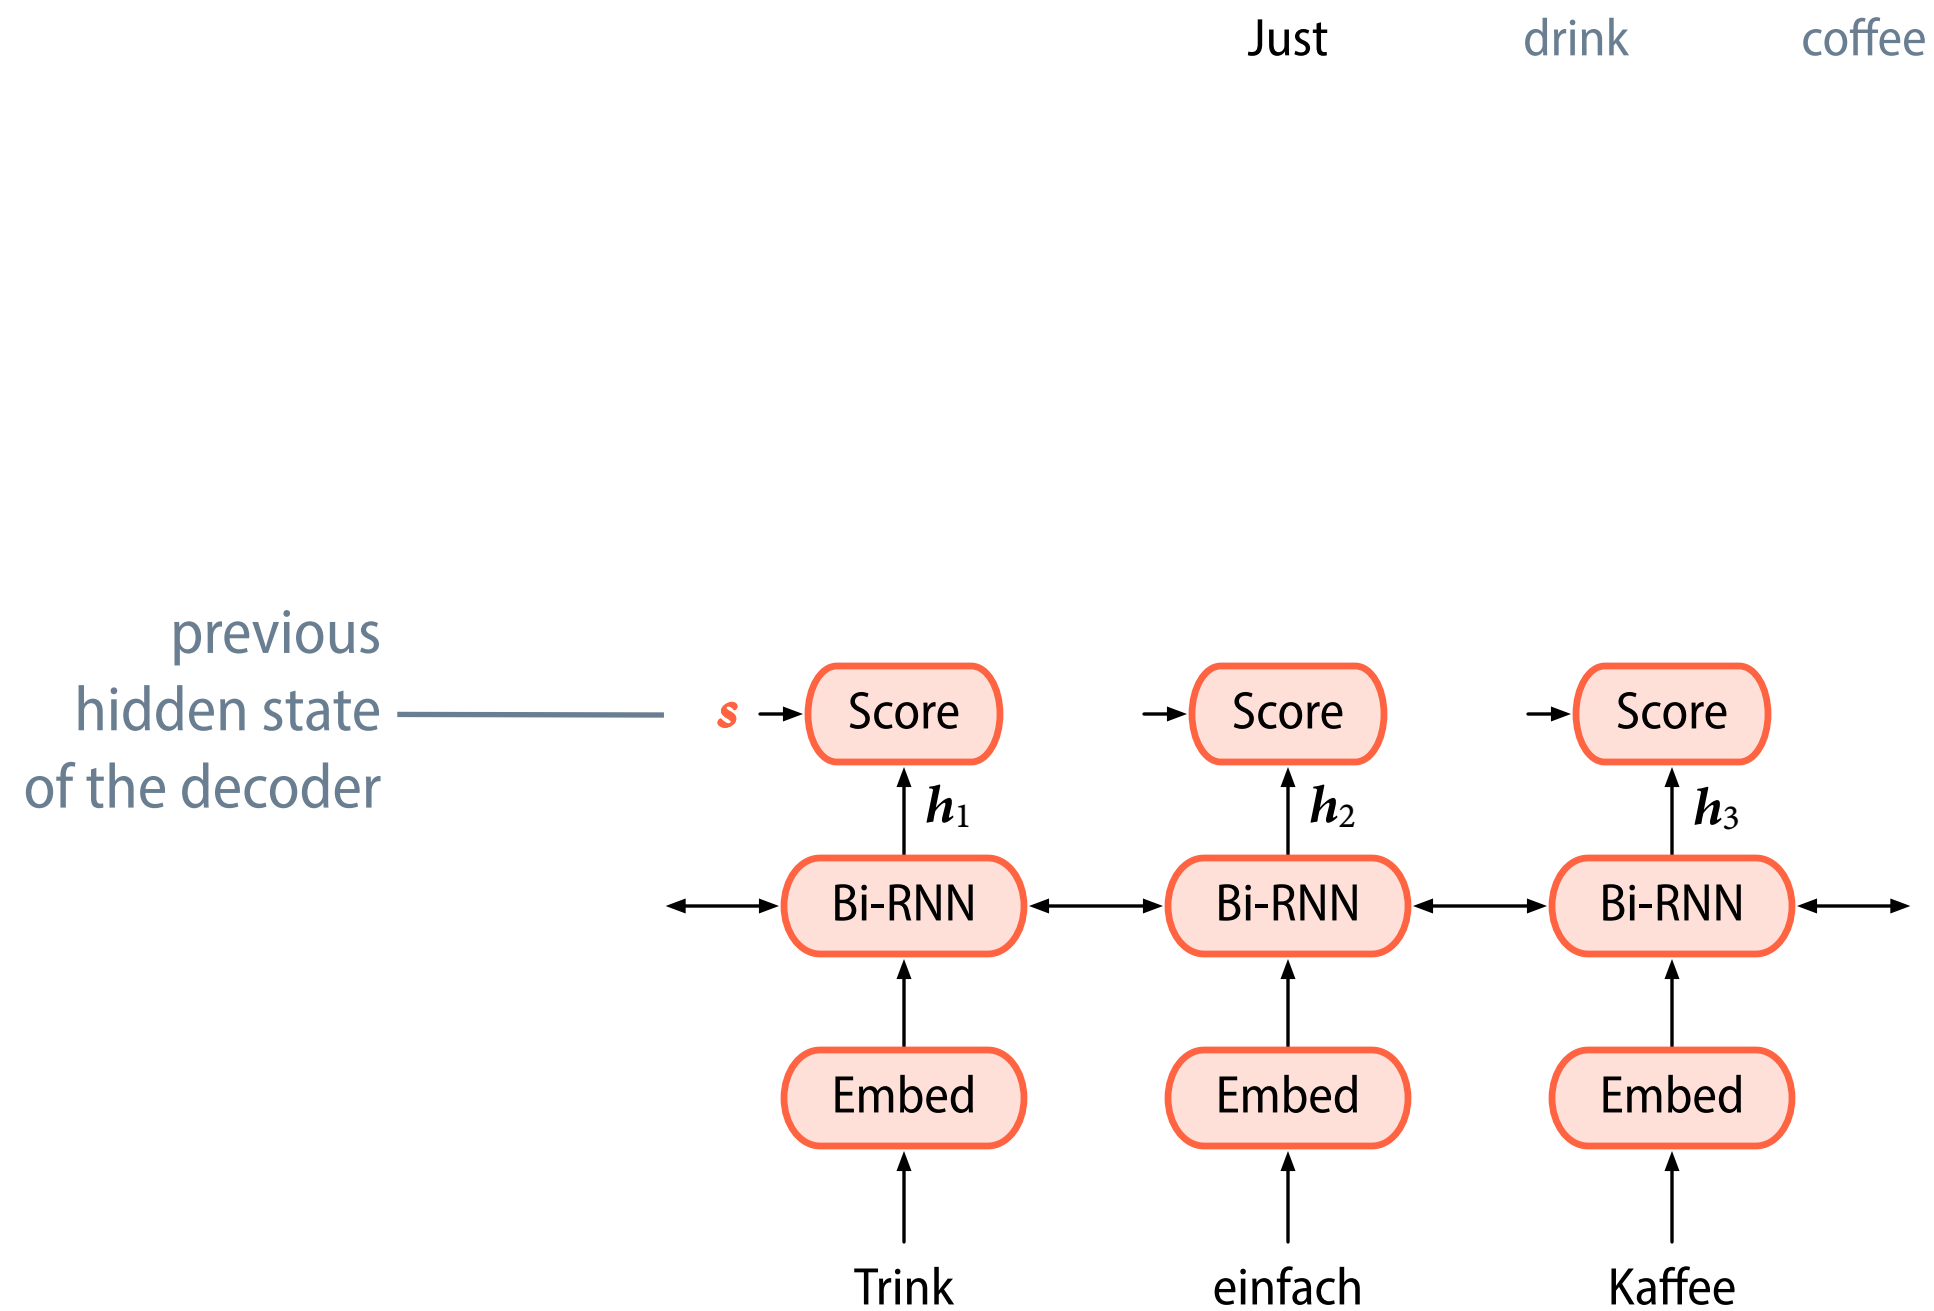 Just drink coffee
previous
hidden state
of the decoder
s Score Score Score
h1 h2 h3
Bi-RNN Bi-RNN Bi-RNN
Embed Embed Embed
Trink einfach Kaffee